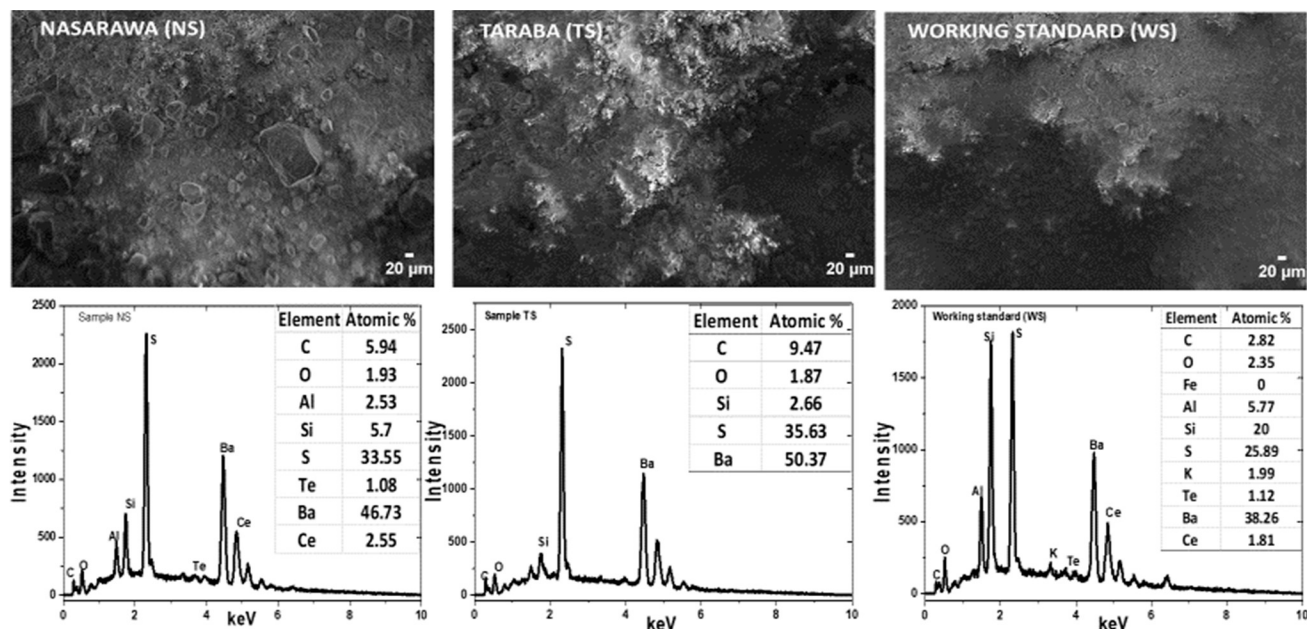 NASARAWA (NS)
20 µm
TARABA (TS)
20 µm
WORKING STANDARD (WS)
20 µm
Sample NS
Intensity
2500
2000
1500
1000
500
0
0 2 4 6 8 10
keV
C
O
Al
Si
S
Te
Ba
Ce
Element Atomic %
C 5.94
O 1.93
Al 2.53
Si 5.7
S 33.55
Te 1.08
Ba 46.73
Ce 2.55
Sample TS
Intensity
2500
2000
1500
1000
500
0
0 2 4 6 8 10
keV
C
O
Si
S
Ba
Element Atomic %
C 9.47
O 1.87
Si 2.66
S 35.63
Ba 50.37
Working standard (WS)
Intensity
2000
1500
1000
500
0
0 2 4 6 8 10
keV
C
O
Al
Si
S
K
Te
Ba
Ce
Element Atomic %
C 2.82
O 2.35
Fe 0
Al 5.77
Si 20
S 25.89
K 1.99
Te 1.12
Ba 38.26
Ce 1.81